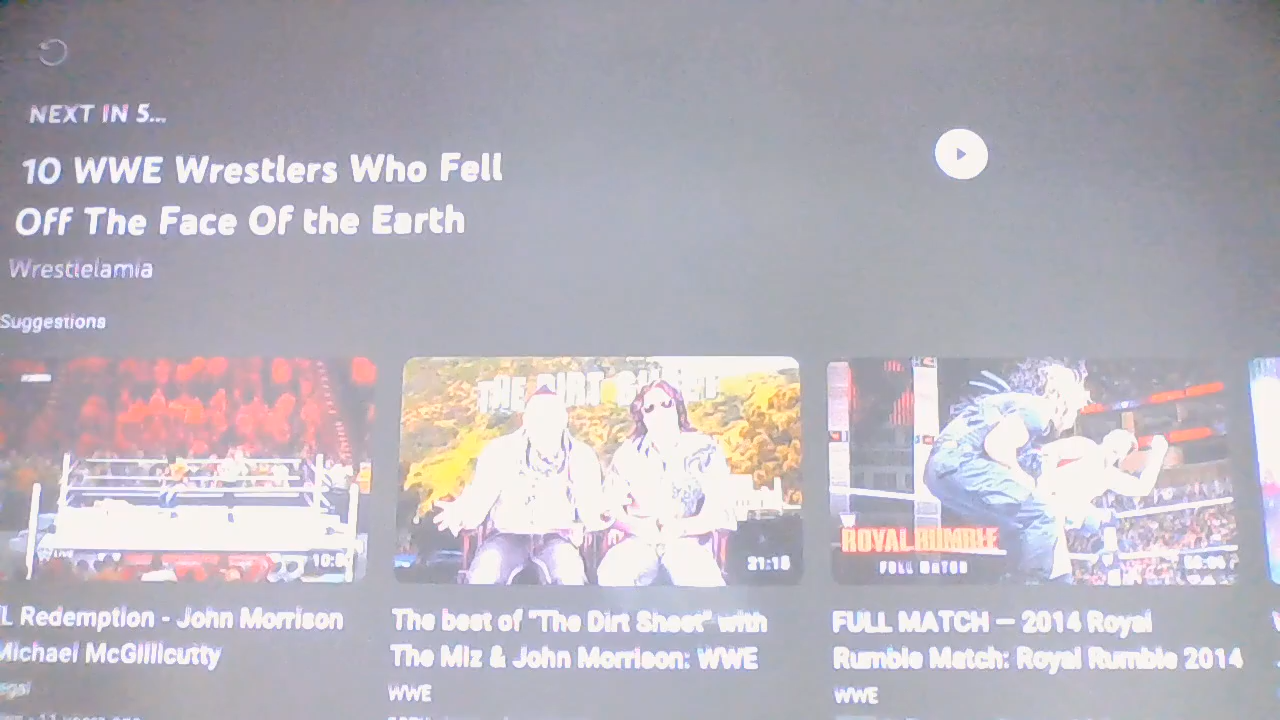 NEXT IN 5...
10 WWE Wrestlers Who Fell
Off The Face Of the Earth
Wrestlelamia
Suggestions
THE DIRT SHEET
ROYAL RUMBLE
FULL MATCH
21:15
L Redemption - John Morrison
Michael McGillicutty
The best of "The Dirt Sheet" with
The Miz & John Morrison: WWE
WWE
FULL MATCH — 2014 Royal
Rumble Match: Royal Rumble 2014
WWE